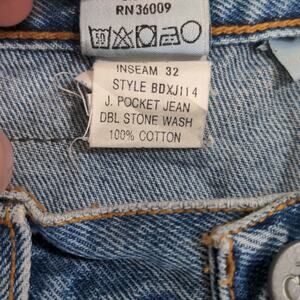 RN 36009
INSEAM 32
STYLE BDXJ114
J. POCKET JEAN
DBL STONE WASH
100% COTTON